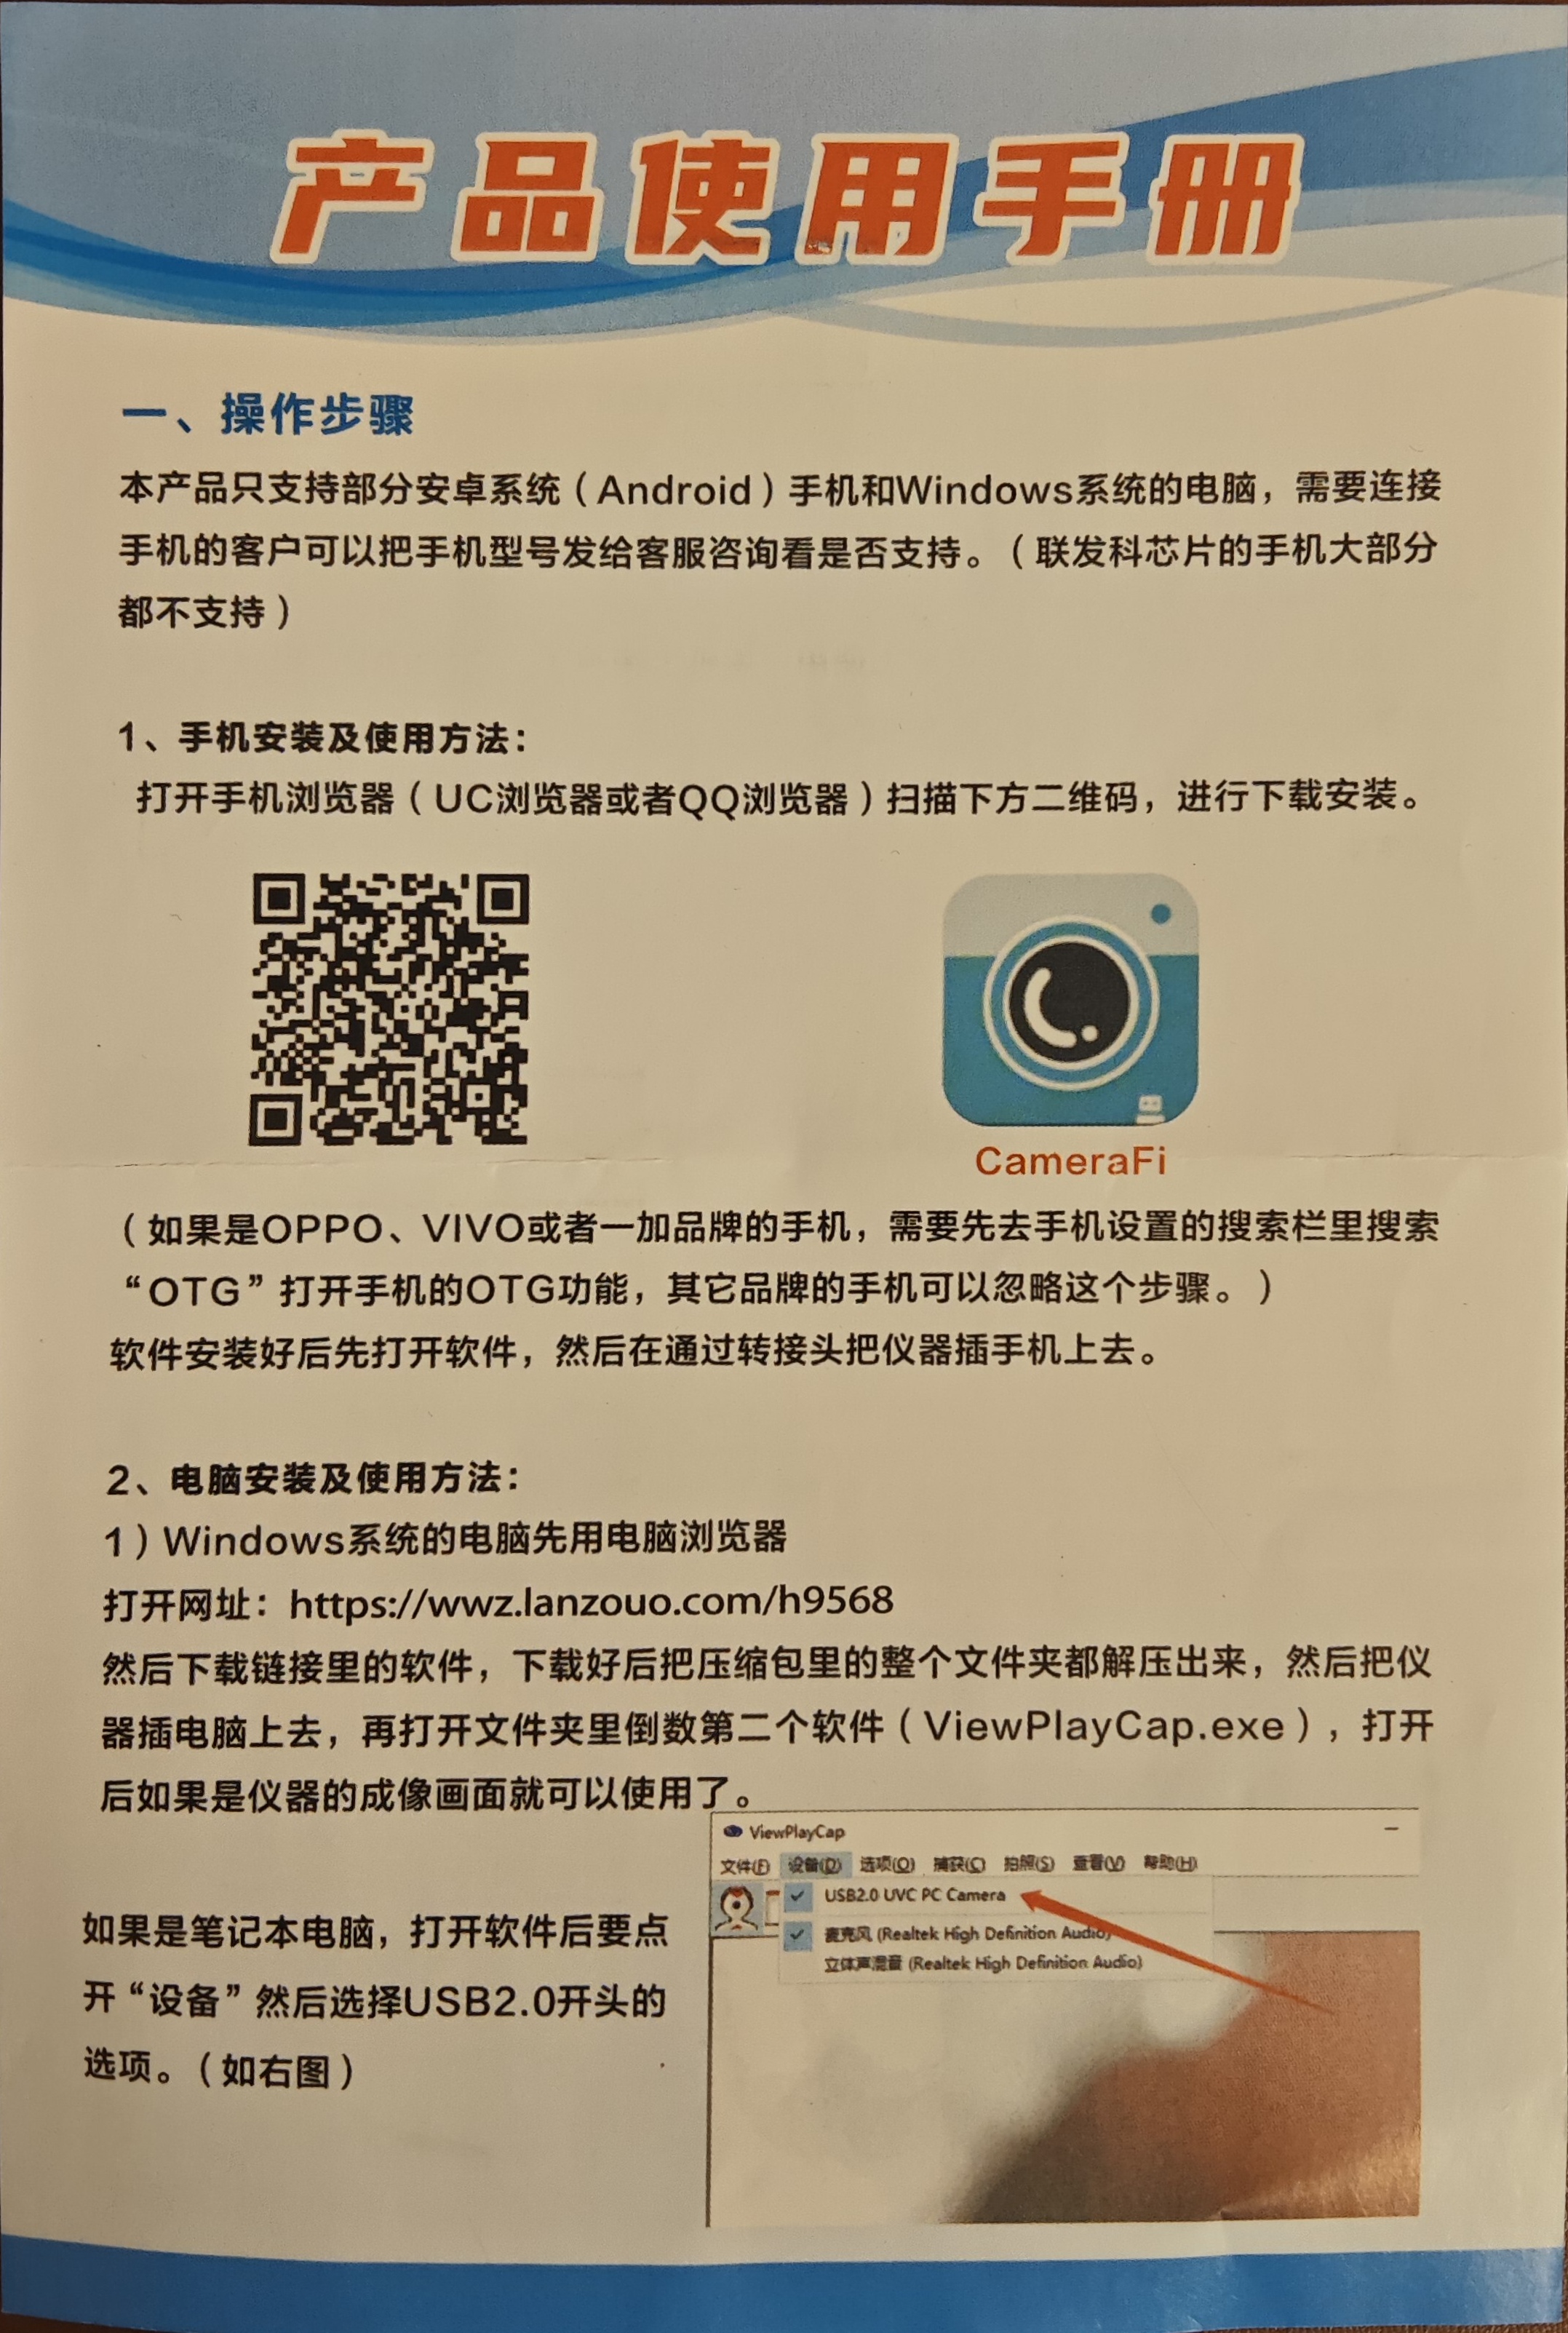 产品使用手册
一、操作步骤
本产品只支持部分安卓系统（Android）手机和Windows系统的电脑，需要连接
手机的客户可以把手机型号发给客服咨询看是否支持。（联发科芯片的手机大部分
都不支持）
1、手机安装及使用方法：
打开手机浏览器（UC浏览器或者QQ浏览器）扫描下方二维码，进行下载安装。
CameraFi
（如果是OPPO、VIVO或者一加品牌的手机，需要先去手机设置的搜索栏里搜索
“OTG”打开手机的OTG功能，其它品牌的手机可以忽略这个步骤。）
软件安装好后先打开软件，然后在通过转接头把仪器插手机上去。
2、电脑安装及使用方法：
1）Windows系统的电脑先用电脑浏览器
打开网址：https://wwz.lanzouo.com/h9568
然后下载链接里的软件，下载好后把压缩包里的整个文件夹都解压出来，然后把仪
器插电脑上去，再打开文件夹里倒数第二个软件（ViewPlayCap.exe），打开
后如果是仪器的成像画面就可以使用了。
如果是笔记本电脑，打开软件后要点
开“设备”然后选择USB2.0开头的
选项。（如右图）
ViewPlayCap
文件(F) 设备(D) 选项(O) 捕获(C) 拍照(S) 查看(V) 帮助(H)
USB2.0 UVC PC Camera
麦克风 (Realtek High Definition Audio)
立体声混音 (Realtek High Definition Audio)